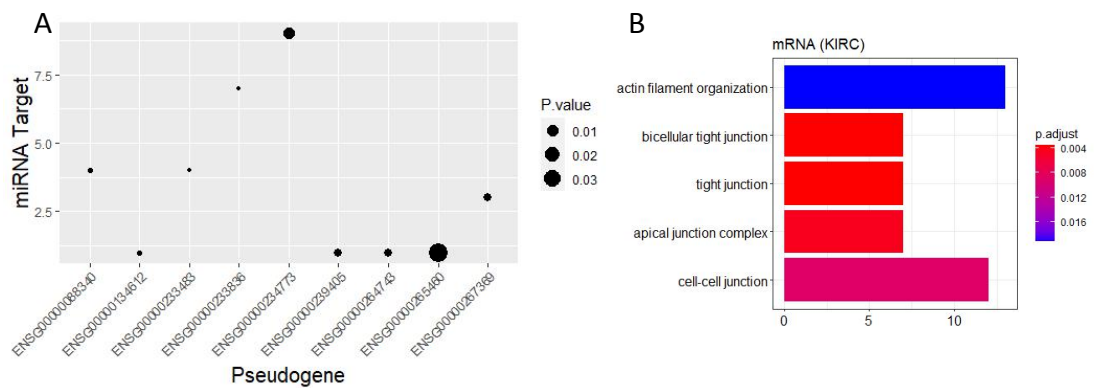 A
miRNA Target
7.5
5.0
2.5
ENSG00000088340
ENSG00000134612
ENSG00000233483
ENSG00000233836
ENSG00000234773
ENSG00000239405
ENSG00000264743
ENSG00000265460
ENSG00000267369
Pseudogene
P.value
0.01
0.02
0.03
B
mRNA (KIRC)
actin filament organization
bicellular tight junction
tight junction
apical junction complex
cell-cell junction
0
5
10
p.adjust
0.004
0.008
0.012
0.016